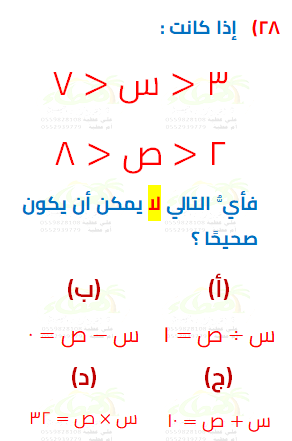 ٢٨) إذا كانت :
٣ > س > ٧
٢ > ص > ٨
فأيٌّ التالي لا يمكن أن يكون
صحيحًا ؟
(أ) (ب)
س ÷ ص = ١ س − ص = ٠
(ج) (د)
س + ص = ١٠ س × ص = ٣٢